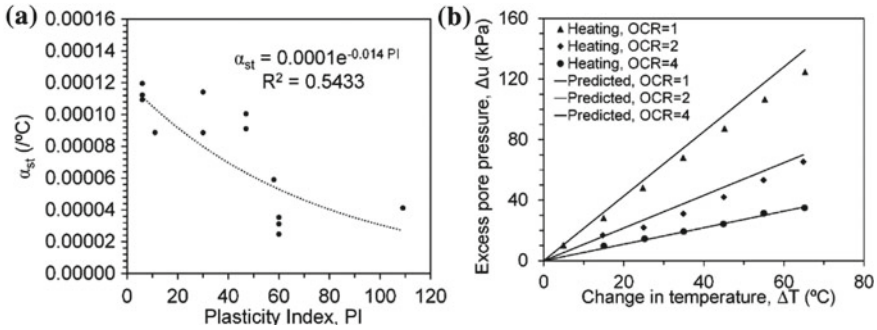 (a)
0.00016
0.00014
0.00012
0.00010
0.00008
0.00006
0.00004
0.00002
0.00000
α_st (/ºC)
α_st = 0.0001e^-0.014 PI
R² = 0.5433
0 20 40 60 80 100 120
Plasticity Index, PI
(b)
160
120
80
40
0
Excess pore pressure, Δu (kPa)
Heating, OCR=1
Heating, OCR=2
Heating, OCR=4
Predicted, OCR=1
Predicted, OCR=2
Predicted, OCR=4
0 20 40 60 80
Change in temperature, ΔT (ºC)